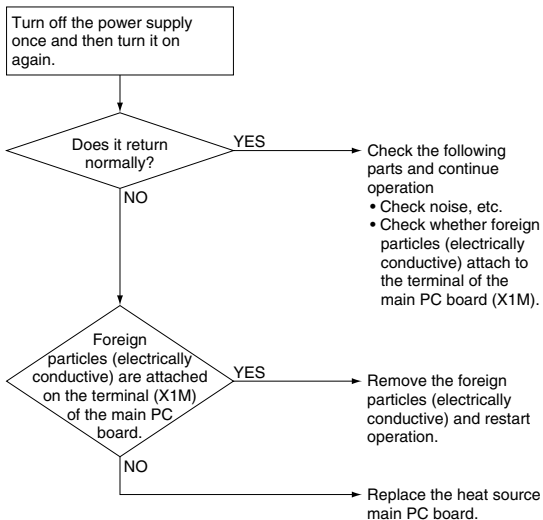 Turn off the power supply
once and then turn it on
again.
Does it return
normally?
YES
Check the following
parts and continue
operation
• Check noise, etc.
• Check whether foreign
particles (electrically
conductive) attach to
the terminal of the
main PC board (X1M).
NO
Foreign
particles (electrically
conductive) are attached
on the terminal (X1M)
of the main PC
board.
YES
Remove the foreign
particles (electrically
conductive) and restart
operation.
NO
Replace the heat source
main PC board.